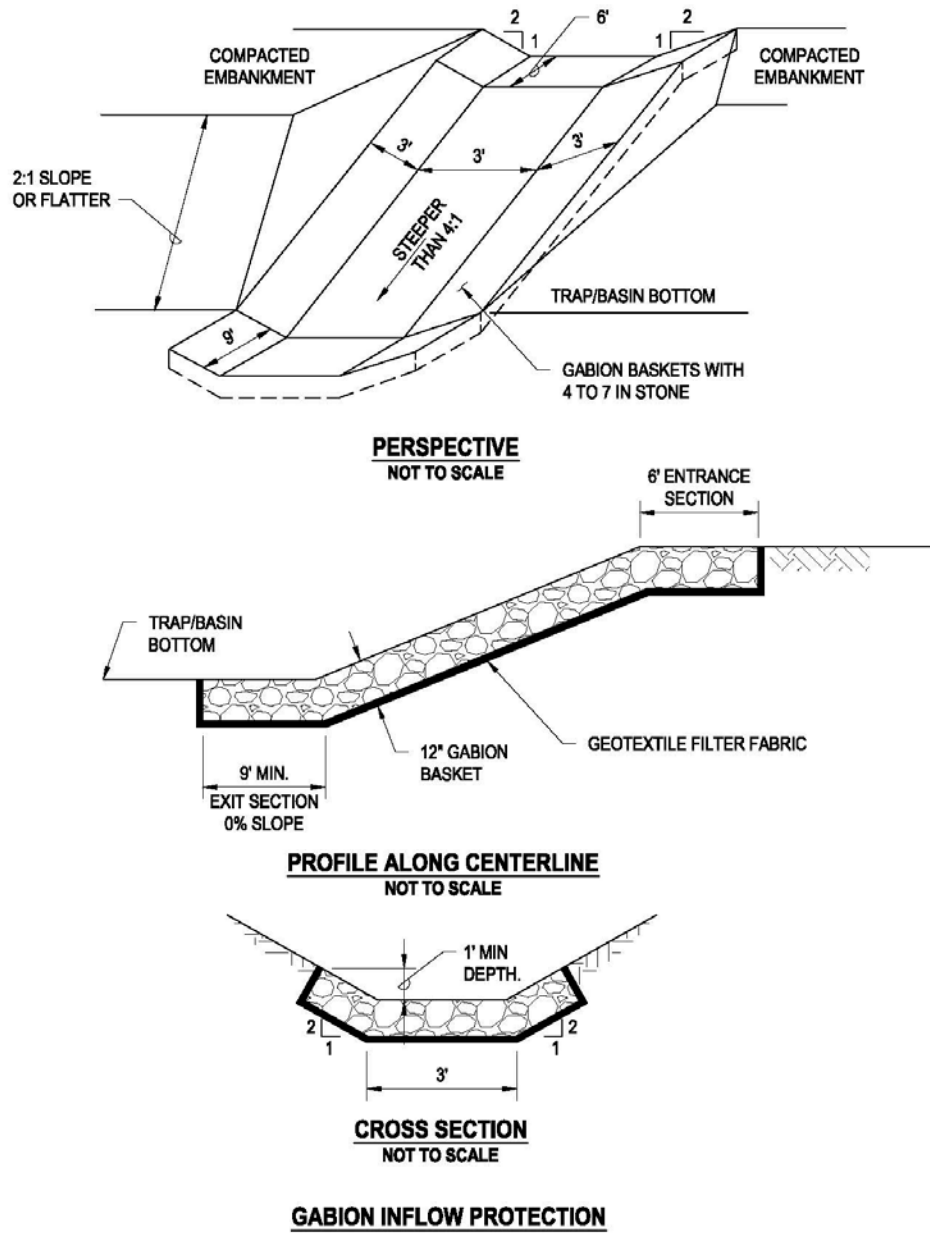 2
1
6'
1
2
COMPACTED
EMBANKMENT
COMPACTED
EMBANKMENT
3'
3'
3'
2:1 SLOPE
OR FLATTER
STEEPER
THAN 4:1
9'
TRAP/BASIN BOTTOM
GABION BASKETS WITH
4 TO 7 IN STONE
PERSPECTIVE
NOT TO SCALE
6' ENTRANCE
SECTION
TRAP/BASIN
BOTTOM
12" GABION
BASKET
GEOTEXTILE FILTER FABRIC
9' MIN.
EXIT SECTION
0% SLOPE
PROFILE ALONG CENTERLINE
NOT TO SCALE
1' MIN
DEPTH.
2
1
2
1
3'
CROSS SECTION
NOT TO SCALE
GABION INFLOW PROTECTION